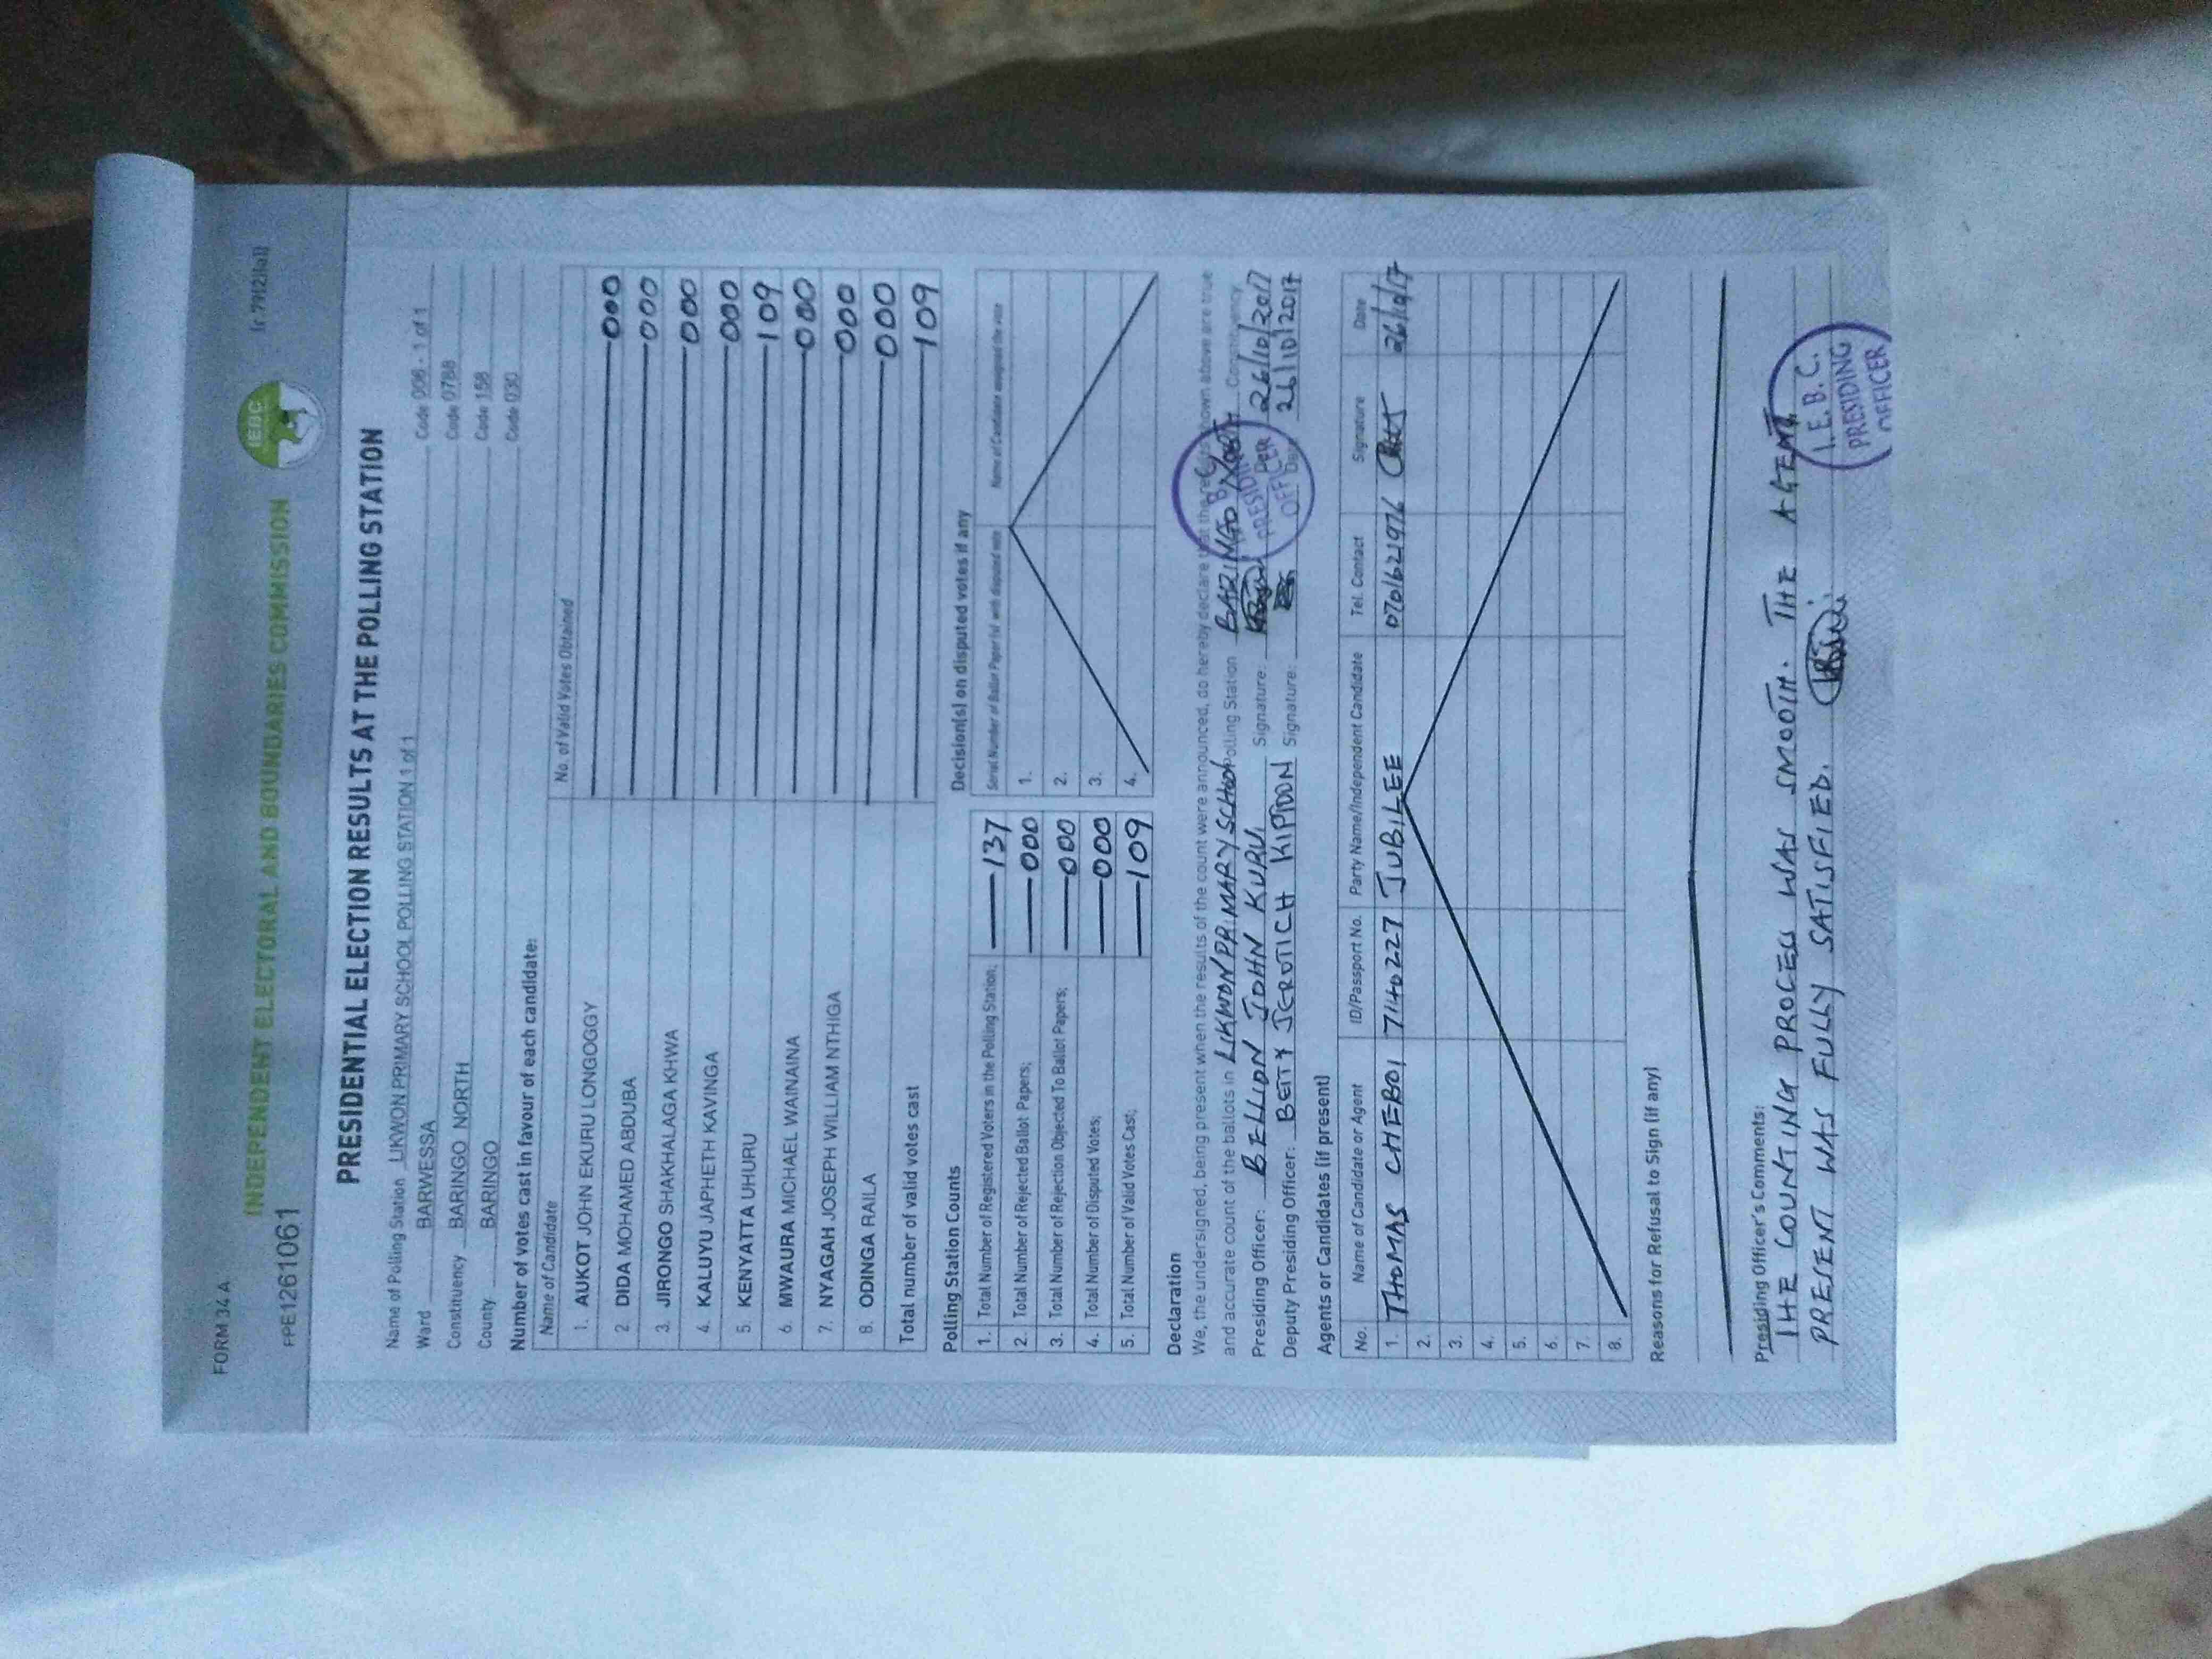 FORM 34 A
INDEPENDENT ELECTORAL AND BOUNDARIES COMMISSION
IEBC
(r 79(2)(a))
PPE1261061
PRESIDENTIAL ELECTION RESULTS AT THE POLLING STATION
Name of Polling Station LIKWON PRIMARY SCHOOL POLLING STATION 1 of 1 Code 006 - 1 of 1
Ward BARWESSA Code 0788
Constituency BARINGO NORTH Code 158
County BARINGO Code 030
Number of votes cast in favour of each candidate:
Name of Candidate No. of Valid Votes Obtained
1. AUKOT JOHN EKURU LONGOGGY 000
2 DIDA MOHAMED ABDUBA 000
3. JIRONGO SHAKHALAGA KHWA 000
4. KALUYU JAPHETH KAVINGA 000
5. KENYATTA UHURU 109
6. MWAURA MICHAEL WAINAINA 000
7. NYAGAH JOSEPH WILLIAM NTHIGA 000
8. ODINGA RAILA 000
Total number of valid votes cast 109
Polling Station Counts
1. Total Number of Registered Voters in the Polling Station; 137
2. Total Number of Rejected Ballot Papers; 000
3. Total Number of Rejection Objected To Ballot Papers; 000
4. Total Number of Disputed Votes; 000
5. Total Number of Valid Votes Cast; 109
Decision(s) on disputed votes if any
Serial Number of Ballot Paper(s) with disputed vote Name of Candidate assigned the vote
1.
2.
3.
4.
Declaration
We, the undersigned, being present when the results of the count were announced, do hereby declare that the results shown above are true
and accurate count of the ballots in LIKWON PRIMARY SCHOOL Polling Station BARINGO NORTH Constituency
Presiding Officer: BELLION JOHN KURUI Signature: Date 26/10/2017
Deputy Presiding Officer: BETTY JEROTICH KIPTOON Signature: Date 26/10/2017
I.E.B.C. PRESIDING OFFICER
Agents or Candidates (if present)
No. Name of Candidate or Agent ID/Passport No. Party Name/Independent Candidate Tel. Contact Signature Date
1. THOMAS CHEBOI 7140227 JUBILEE 0701621976 26/10/17
2.
3.
4.
5.
6.
7.
8.
Reasons for Refusal to Sign (if any)
Presiding Officer's Comments:
THE COUNTING PROCESS WAS SMOOTH. THE AGENT
PRESENT WAS FULLY SATISFIED.
I.E.B.C.
PRESIDING
OFFICER